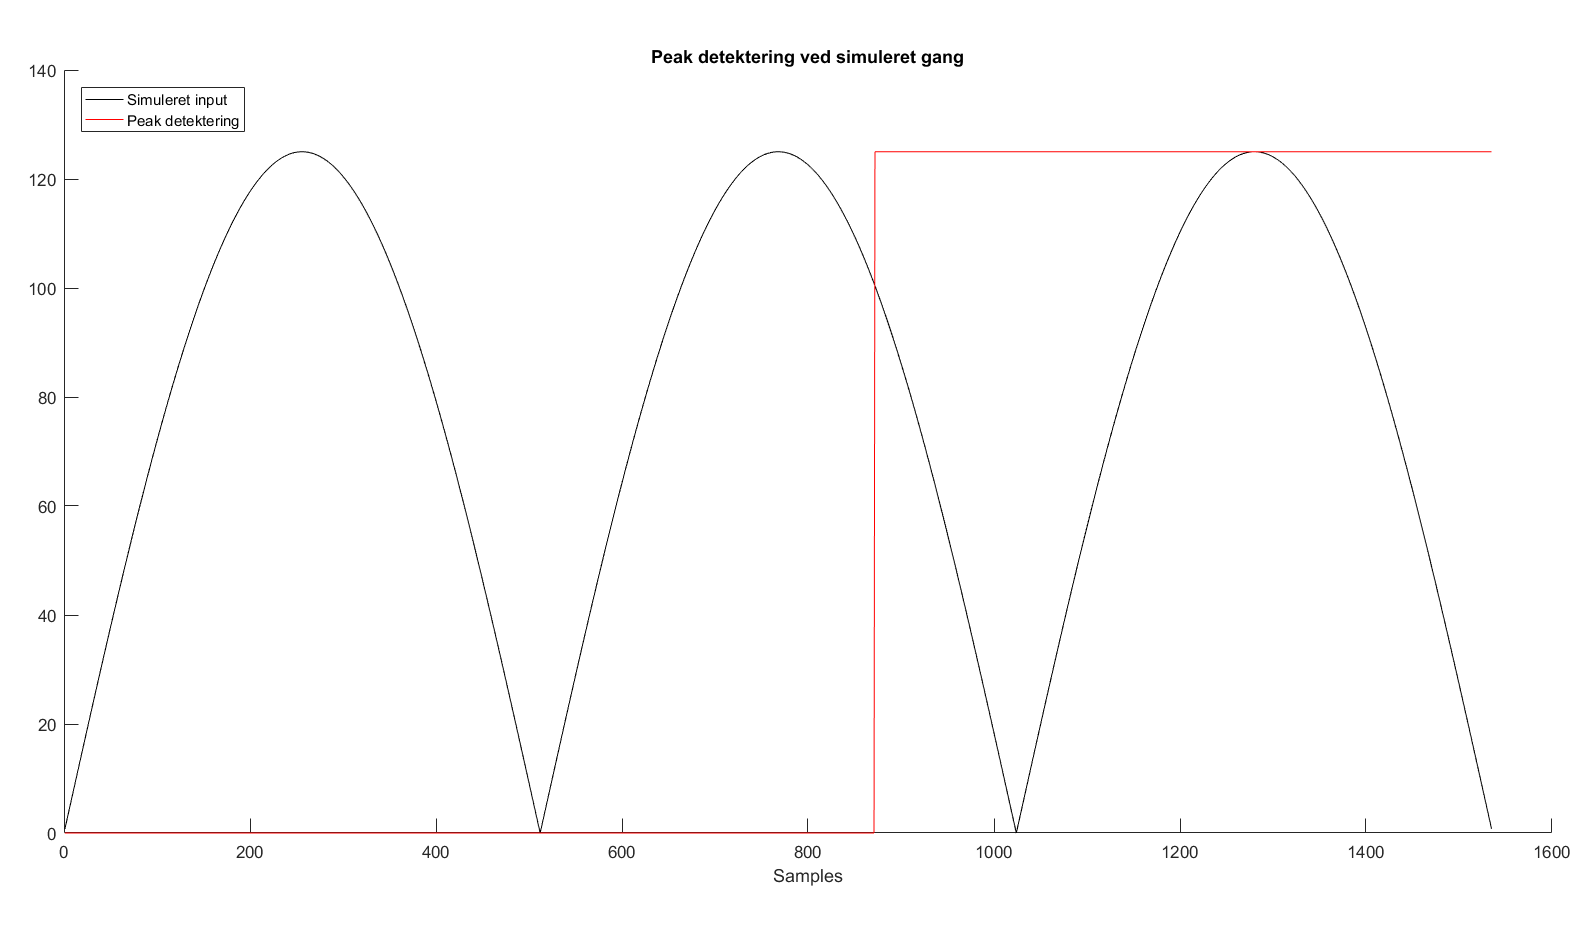 Peak detektering ved simuleret gang
140
Simuleret input
Peak detektering
120
100
80
60
40
20
0
0 200 400 600 800 1000 1200 1400 1600
Samples